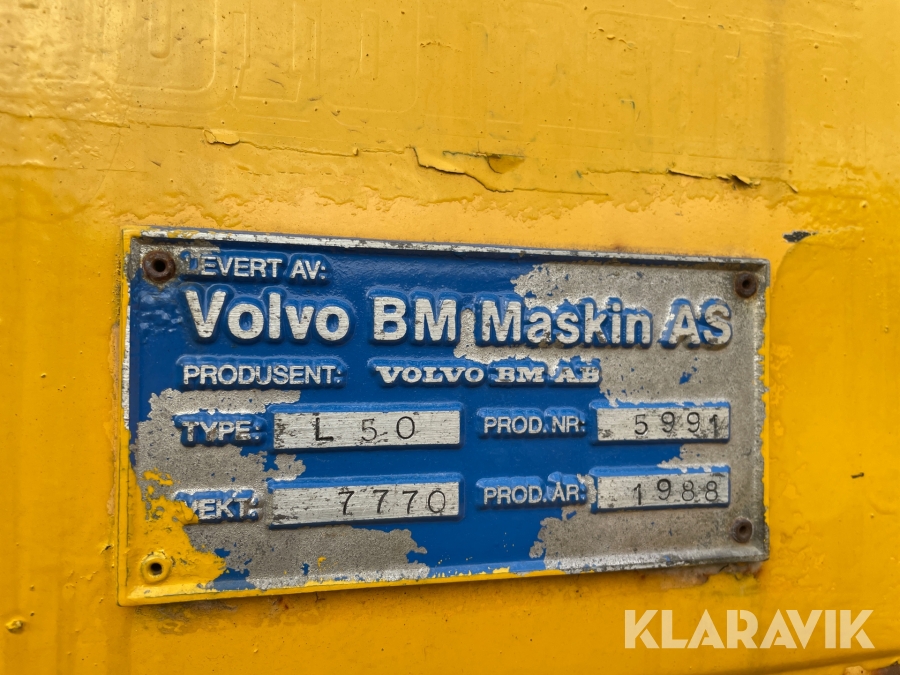 LEVERT AV:
Volvo BM Maskin AS
PRODUSENT: VOLVO BM AB
TYPE: L 50 PROD. NR: 5991
VEKT: 7770 PROD. ÅR: 1988
KLARAVIK